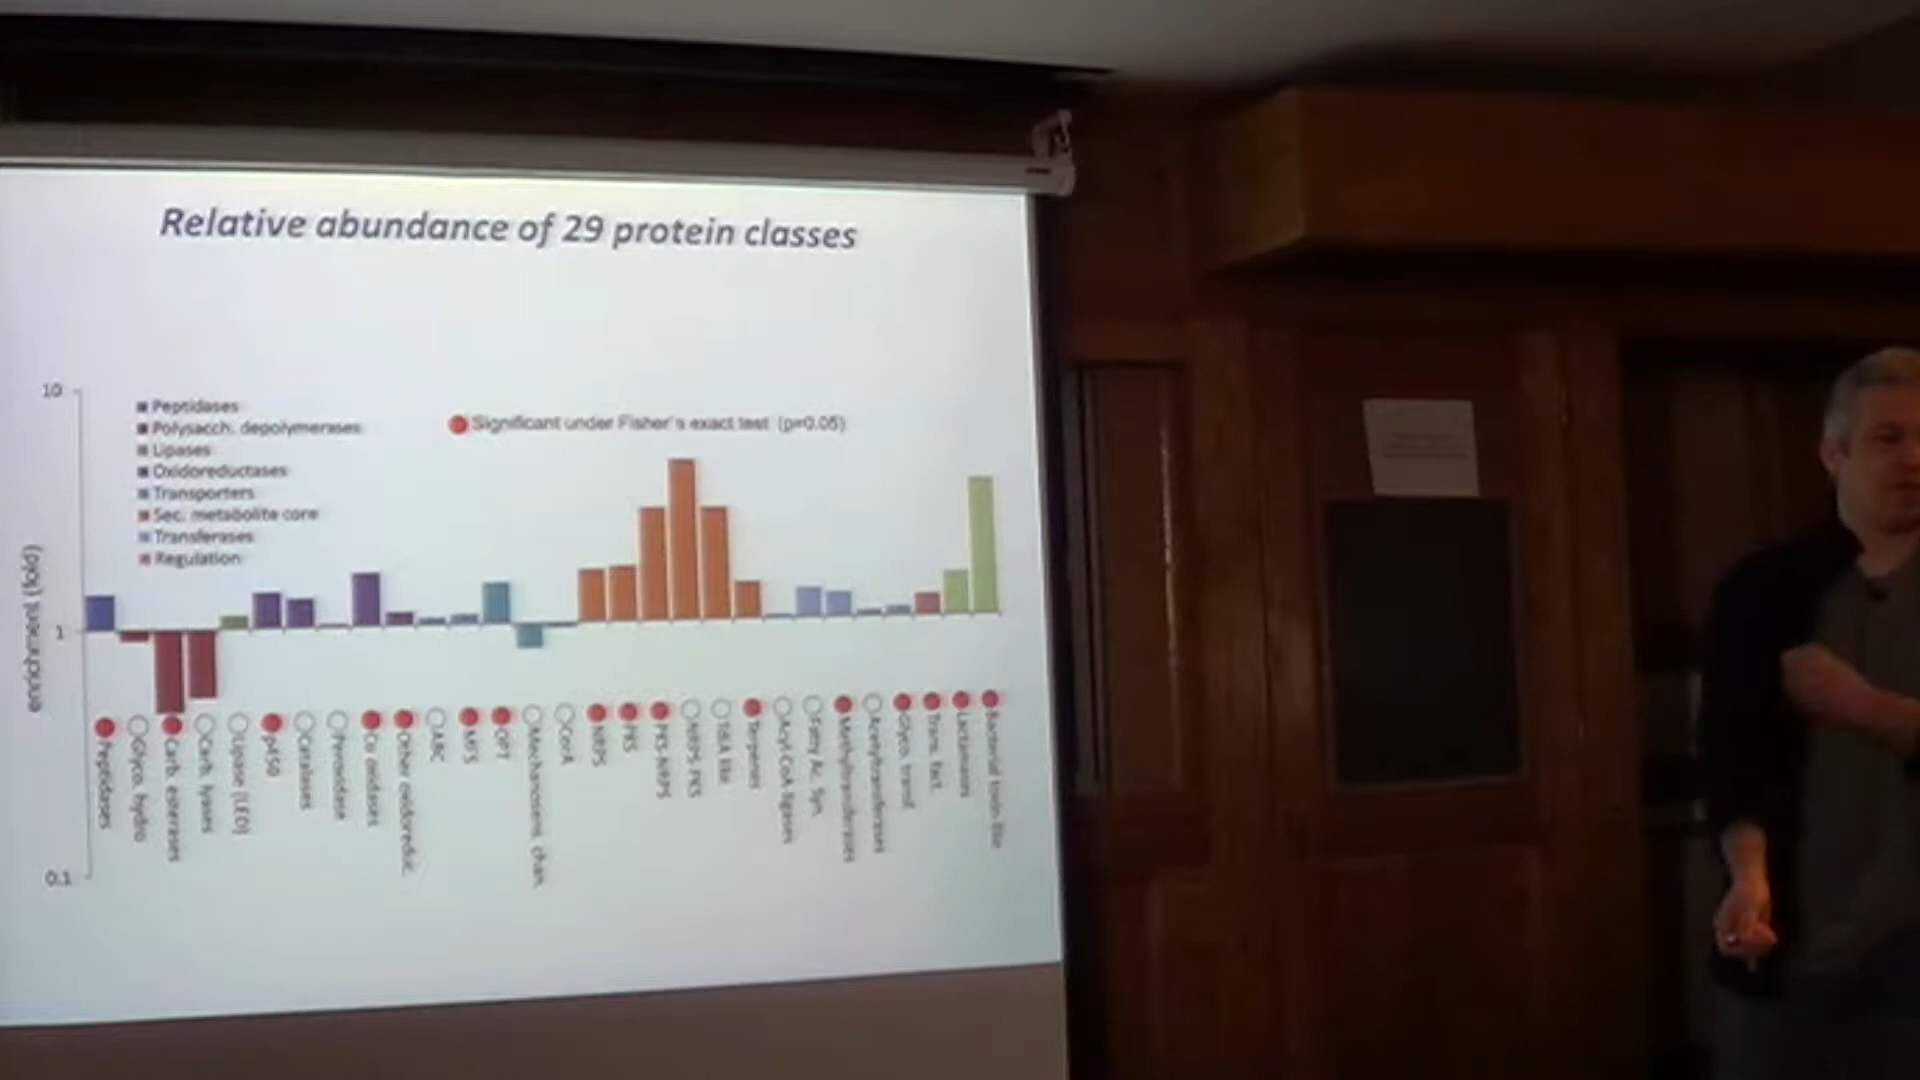 Relative abundance of 29 protein classes
10
Peptidases
Polysacch. depolymerases
Lipases
Oxidoreductases
Transporters
Sec. metabolite core
Transferases
Regulation
Significant under Fisher's exact test (p=0.05)
enrichment (fold)
1
0.1
Peptidases
Glyco. hydro
Carb. esterases
Carb. lyases
Lipase (LED)
p450
Catalases
Peroxidase
Cu oxidases
Other oxidoreduc.
ABC
MFS
OPT
Mechanosens. chan.
CorA
NRPS
PKS
PKS-NRPS
NRPS-PKS
TriA like
Terpenes
Acyl-CoA ligases
Fatty Ac. Syn.
Methyltransferases
Acetyltransferases
Glyco. transf.
Trans. fact.
Lactamases
Bacterial toxin-like